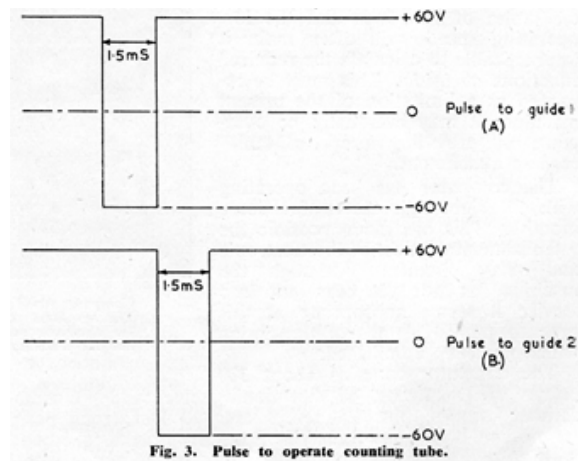 +60V
1·5mS
O Pulse to guide 1
(A)
-60V
+60V
1·5mS
O Pulse to guide 2
(B)
-60V
Fig. 3. Pulse to operate counting tube.